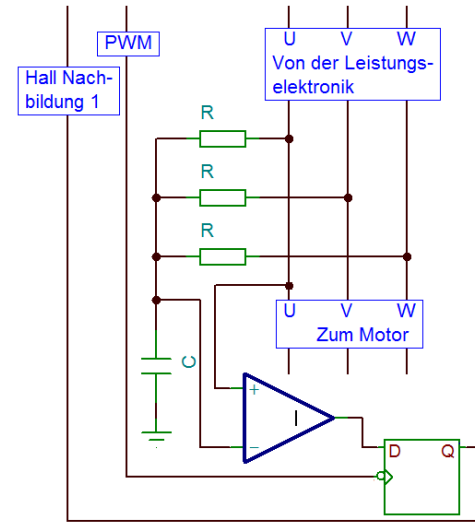 PWM
Hall Nach-
bildung 1
U V W
Von der Leistungs-
elektronik
R
R
R
U V W
Zum Motor
C
+
I
−
D Q